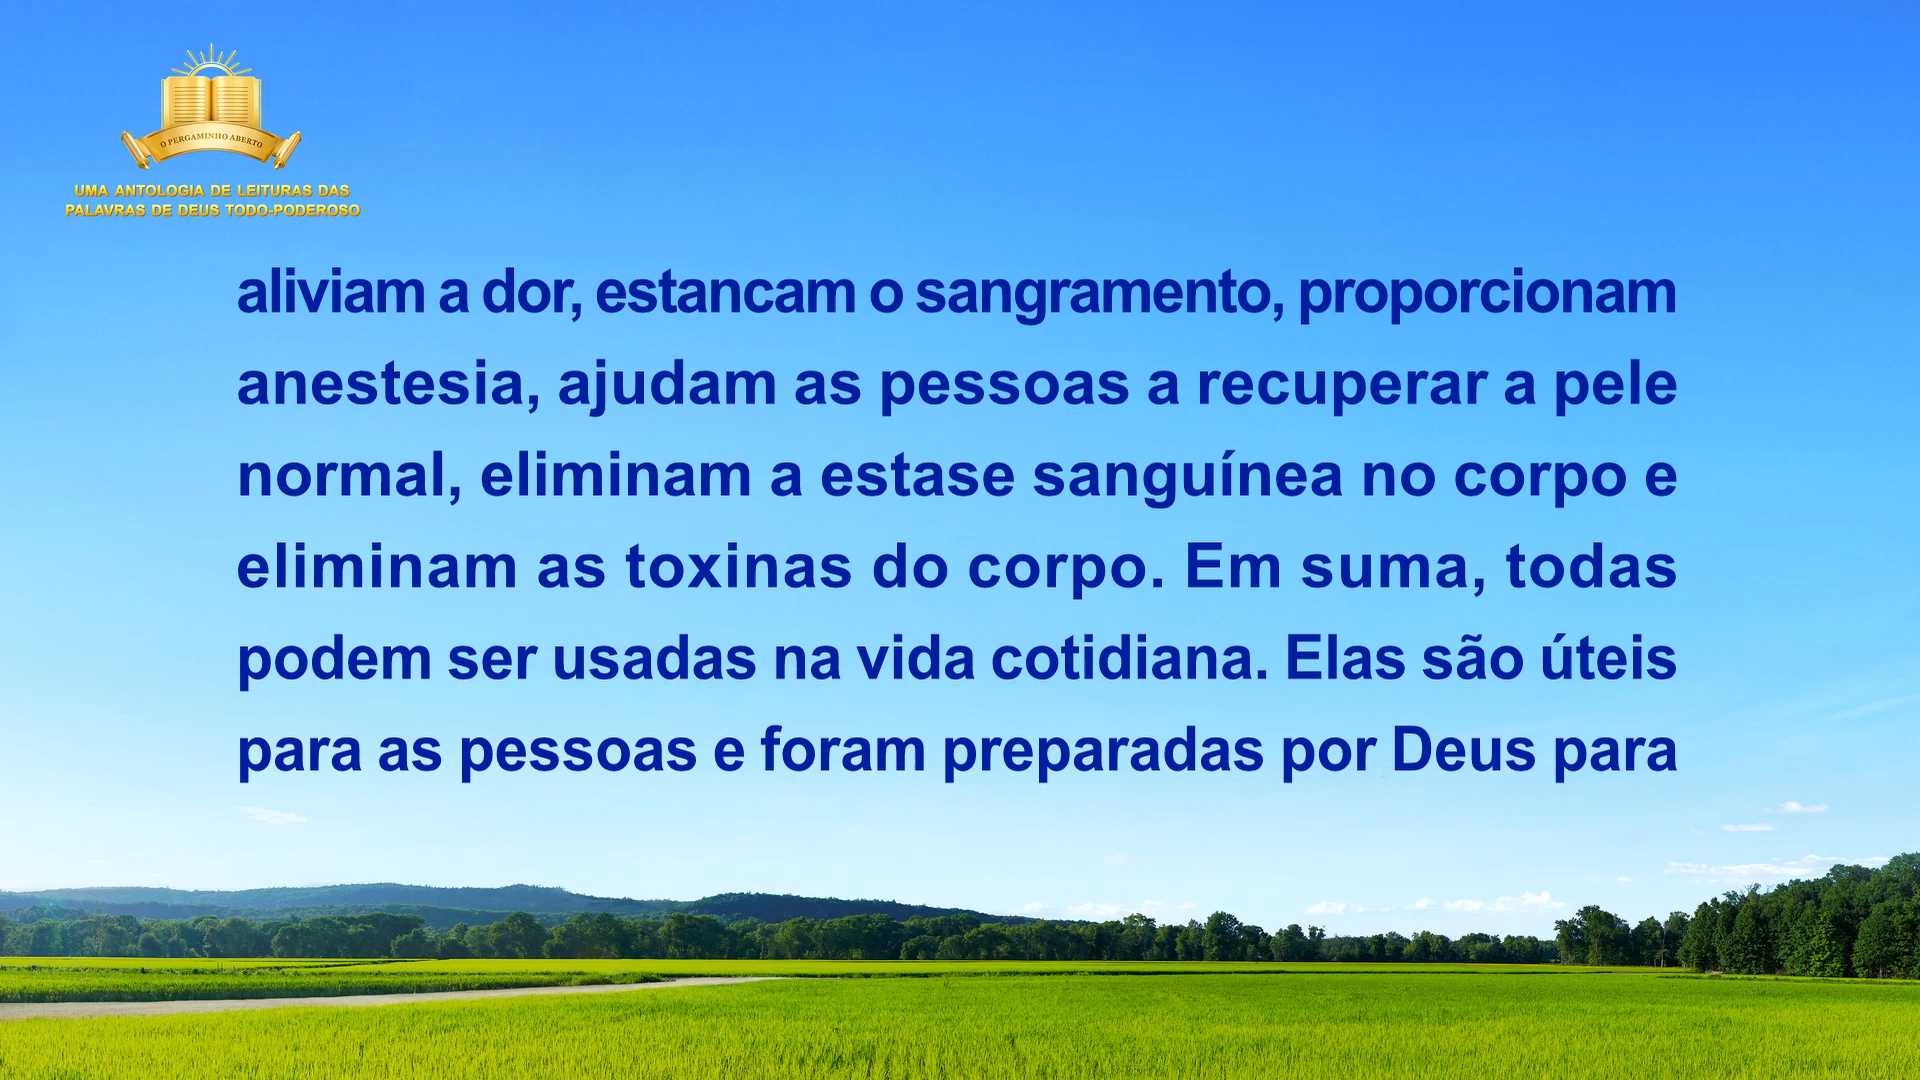 O PERGAMINHO ABERTO
UMA ANTOLOGIA DE LEITURAS DAS
PALAVRAS DE DEUS TODO-PODEROSO
aliviam a dor, estancam o sangramento, proporcionam
anestesia, ajudam as pessoas a recuperar a pele
normal, eliminam a estase sanguínea no corpo e
eliminam as toxinas do corpo. Em suma, todas
podem ser usadas na vida cotidiana. Elas são úteis
para as pessoas e foram preparadas por Deus para